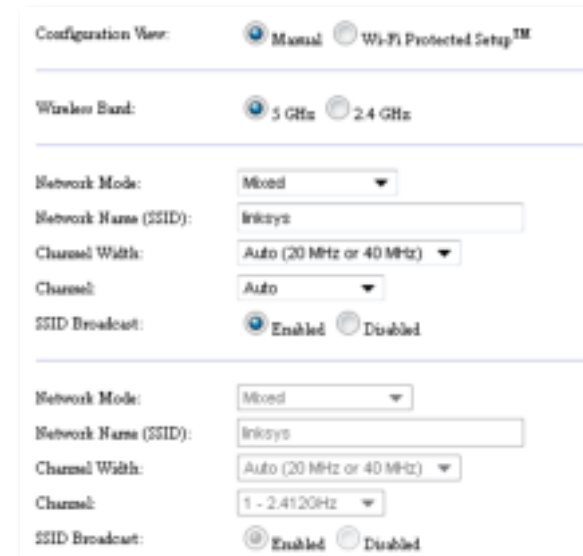 Configuration View: Manual Wi-Fi Protected Setup™
Wireless Band: 5 GHz 2.4 GHz
Network Mode: Mixed
Network Name (SSID): linksys
Channel Width: Auto (20 MHz or 40 MHz)
Channel: Auto
SSID Broadcast: Enabled Disabled
Network Mode: Mixed
Network Name (SSID): linksys
Channel Width: Auto (20 MHz or 40 MHz)
Channel: 1 - 2.412GHz
SSID Broadcast: Enabled Disabled